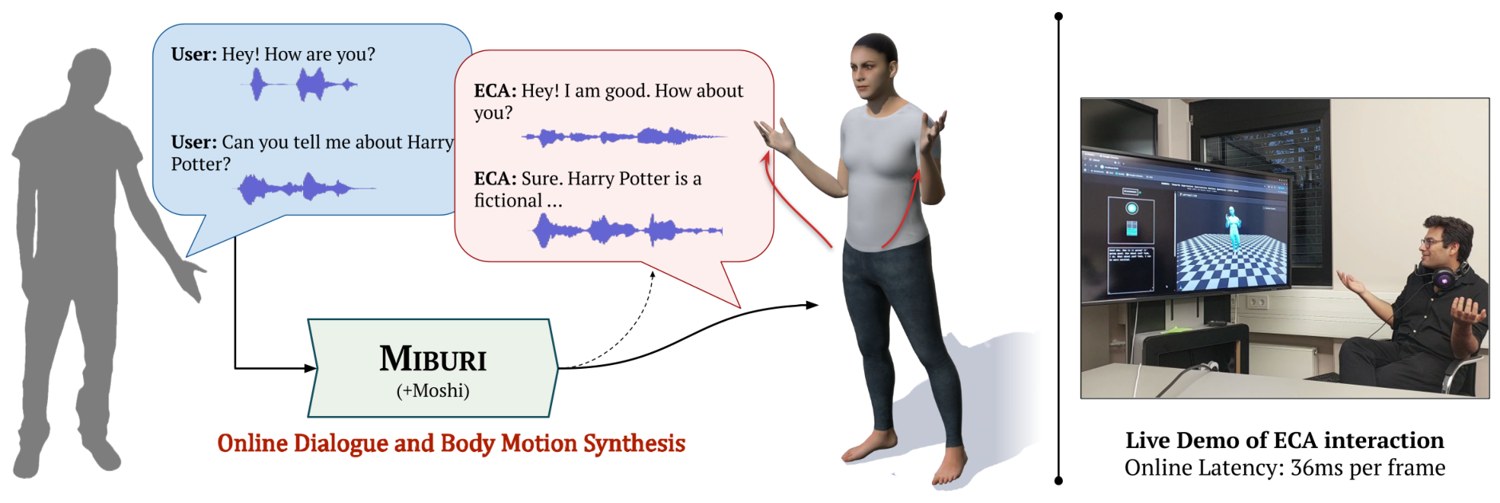 User: Hey! How are you?
User: Can you tell me about Harry
Potter?
ECA: Hey! I am good. How about
you?
ECA: Sure. Harry Potter is a
fictional …
MIBURI
(+Moshi)
Online Dialogue and Body Motion Synthesis
Live Demo of ECA interaction
Online Latency: 36ms per frame